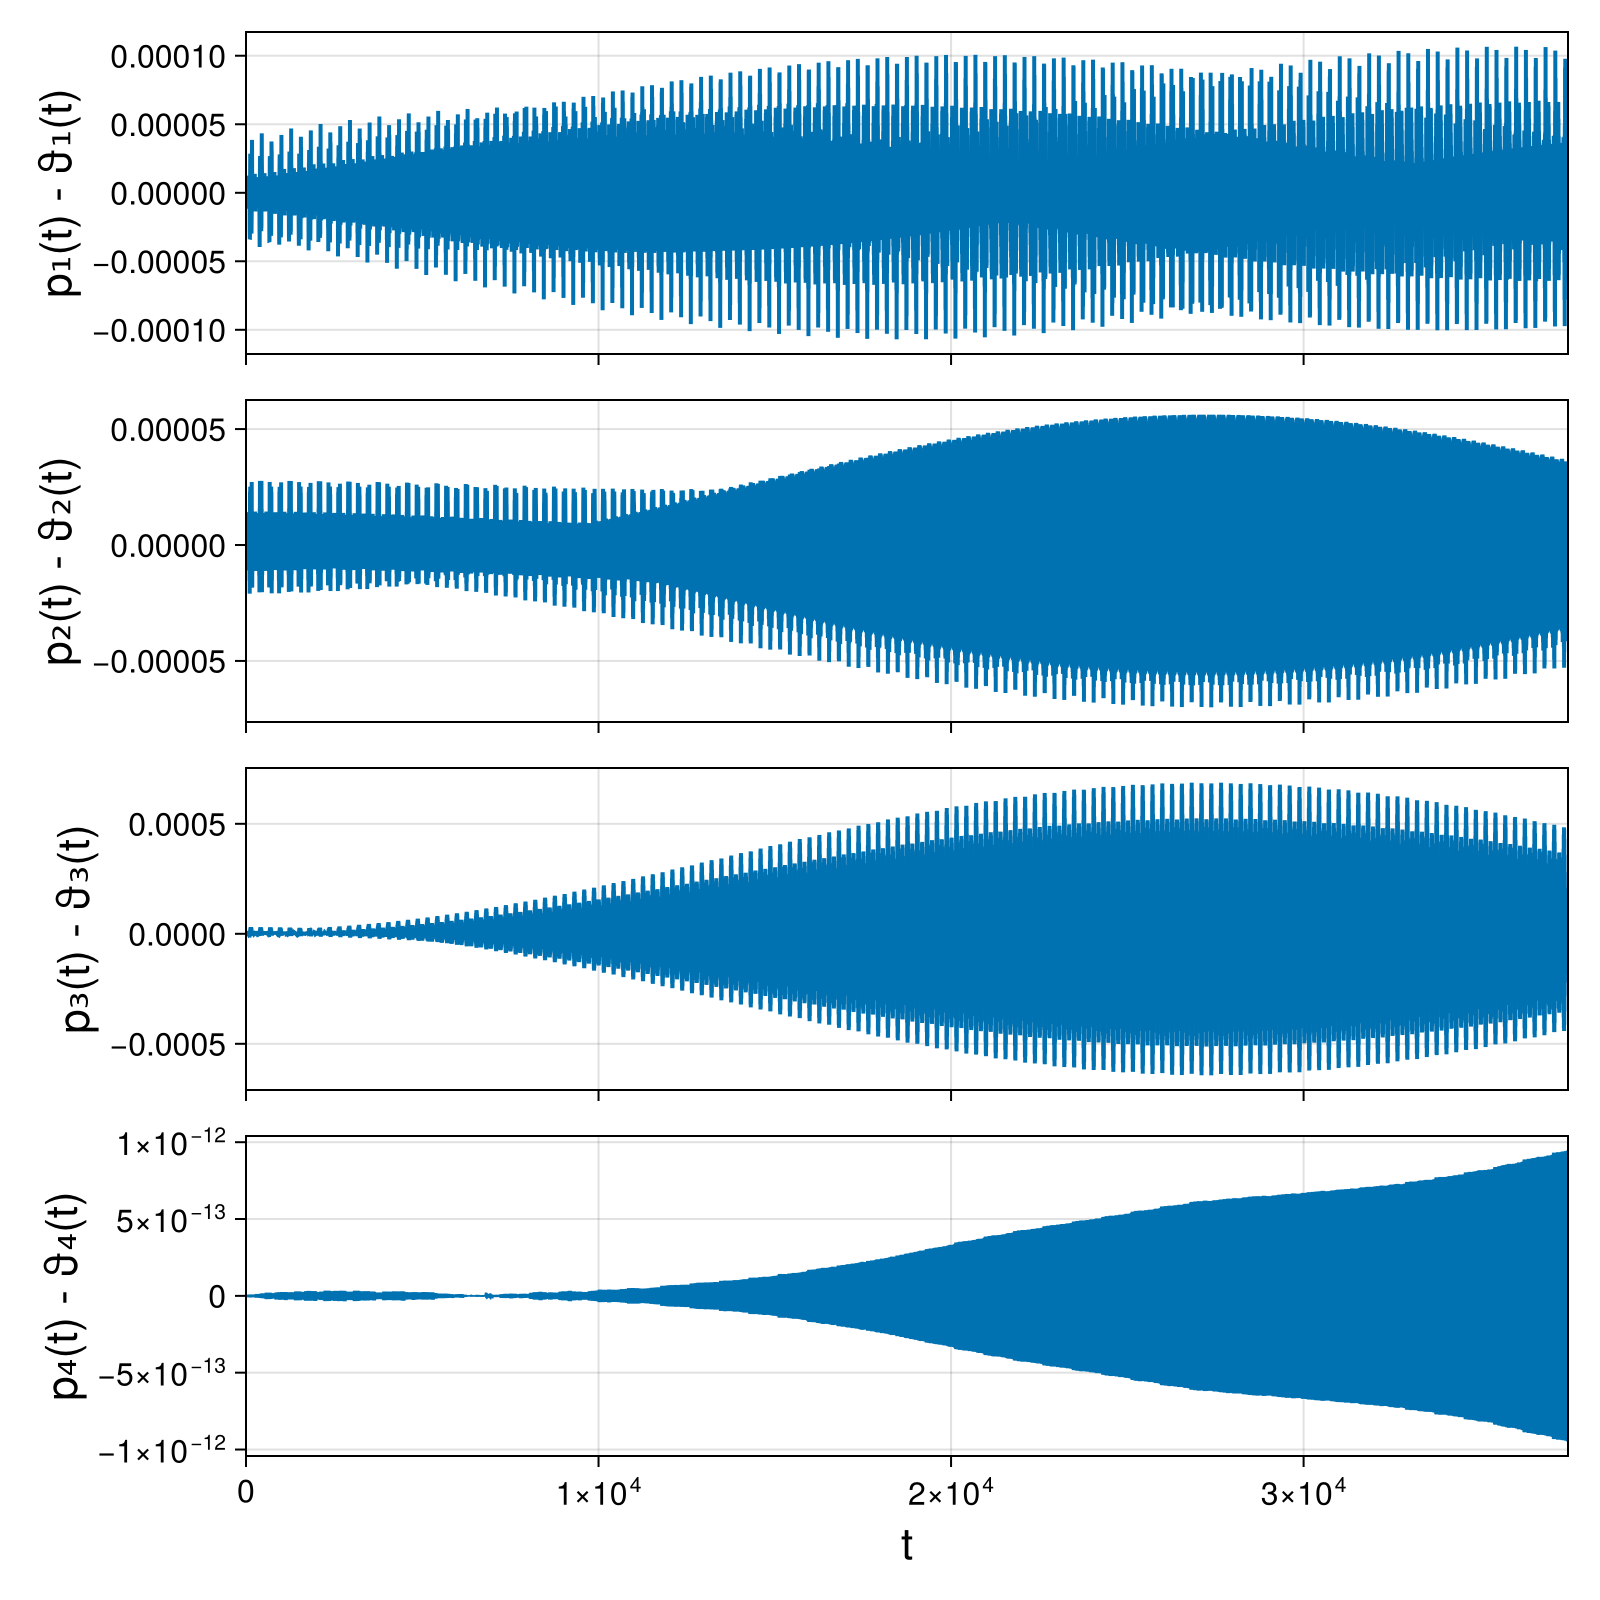 0.00010
0.00005
0.00000
−0.00005
−0.00010
p₁(t) - ϑ₁(t)
0.00005
0.00000
−0.00005
p₂(t) - ϑ₂(t)
0.0005
0.0000
−0.0005
p₃(t) - ϑ₃(t)
1×10⁻¹²
5×10⁻¹³
0
−5×10⁻¹³
−1×10⁻¹²
p₄(t) - ϑ₄(t)
0 1×10⁴ 2×10⁴ 3×10⁴
t